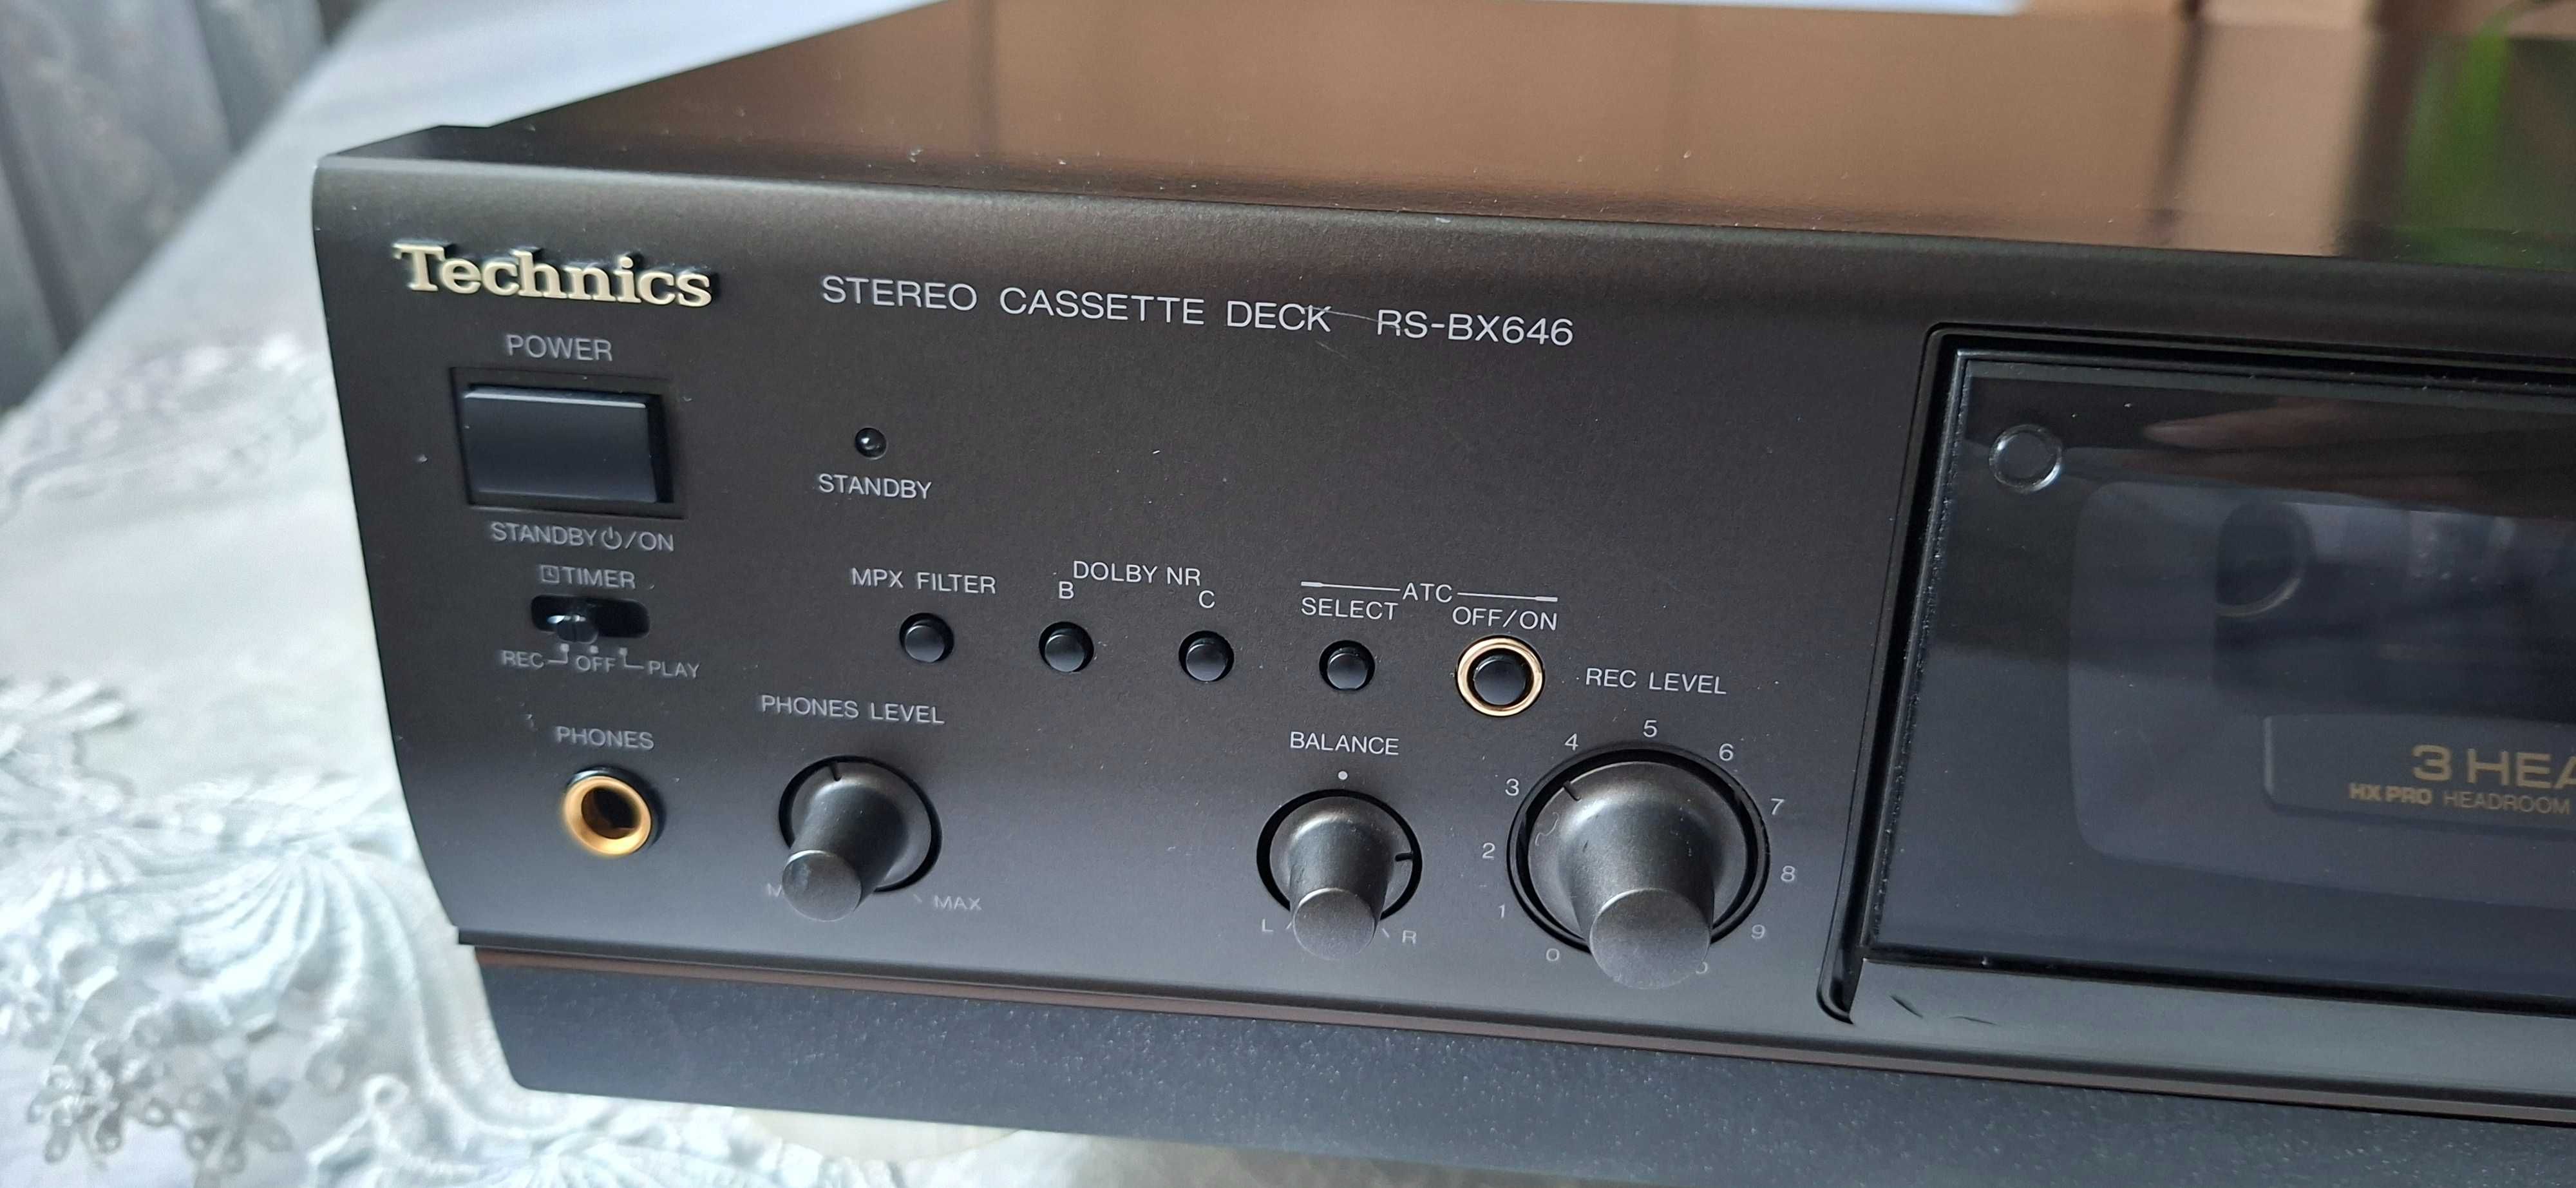 Technics
STEREO CASSETTE DECK RS-BX646
POWER
STANDBY
STANDBY⏻/ON
TIMER
REC OFF PLAY
MPX FILTER
DOLBY NR
B C
ATC
SELECT OFF/ON
REC LEVEL
PHONES LEVEL
PHONES
BALANCE
MAX
L R
0 1 2 3 4 5 6 7 8 9
3
HX PRO HEADROOM